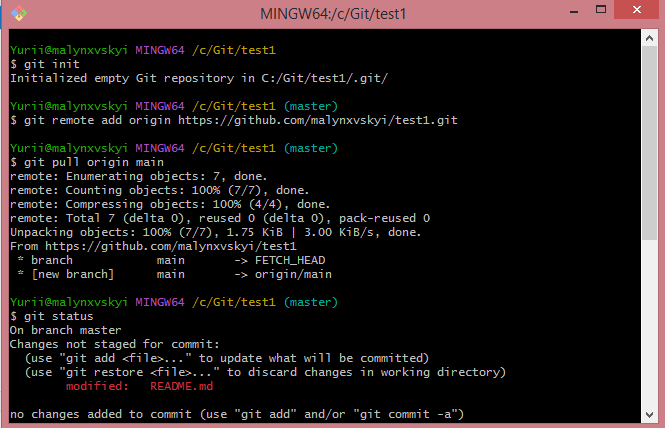 MINGW64:/c/Git/test1
Yurii@malynxvskyi MINGW64 /c/Git/test1
$ git init
Initialized empty Git repository in C:/Git/test1/.git/
Yurii@malynxvskyi MINGW64 /c/Git/test1 (master)
$ git remote add origin https://github.com/malynxvskyi/test1.git
Yurii@malynxvskyi MINGW64 /c/Git/test1 (master)
$ git pull origin main
remote: Enumerating objects: 7, done.
remote: Counting objects: 100% (7/7), done.
remote: Compressing objects: 100% (4/4), done.
remote: Total 7 (delta 0), reused 0 (delta 0), pack-reused 0
Unpacking objects: 100% (7/7), 1.75 KiB | 3.00 KiB/s, done.
From https://github.com/malynxvskyi/test1
 * branch            main       -> FETCH_HEAD
 * [new branch]      main       -> origin/main
Yurii@malynxvskyi MINGW64 /c/Git/test1 (master)
$ git status
On branch master
Changes not staged for commit:
  (use "git add <file>..." to update what will be committed)
  (use "git restore <file>..." to discard changes in working directory)
        modified:   README.md
no changes added to commit (use "git add" and/or "git commit -a")